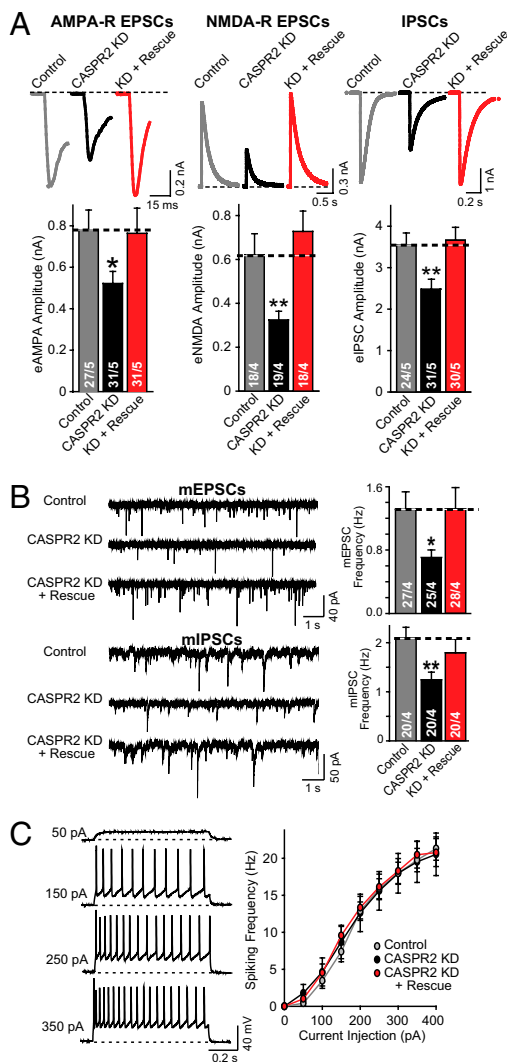 A
AMPA-R EPSCs
NMDA-R EPSCs
IPSCs
Control
CASPR2 KD
KD + Rescue
Control
CASPR2 KD
KD + Rescue
Control
CASPR2 KD
KD + Rescue
0.2 nA
15 ms
0.3 nA
0.5 s
1 nA
0.2 s
eAMPA Amplitude (nA)
0.8
0.6
0.4
0.2
0
27/5
31/5
31/5
Control
CASPR2 KD
KD + Rescue
*
eNMDA Amplitude (nA)
0.8
0.6
0.4
0.2
0
18/4
19/4
18/4
Control
CASPR2 KD
KD + Rescue
**
eIPSC Amplitude (nA)
4
3
2
1
0
24/5
31/5
30/5
Control
CASPR2 KD
KD + Rescue
**
B
mEPSCs
Control
CASPR2 KD
CASPR2 KD
+ Rescue
40 pA
1 s
mIPSCs
Control
CASPR2 KD
CASPR2 KD
+ Rescue
50 pA
1 s
mEPSC
Frequency (Hz)
1.6
0.8
0.0
27/4
25/4
28/4
*
mIPSC
Frequency (Hz)
2
1
0
20/4
20/4
20/4
**
Control
CASPR2 KD
KD + Rescue
C
50 pA
150 pA
250 pA
350 pA
40 mV
0.2 s
Spiking Frequency (Hz)
20
15
10
5
0
0
100
200
300
400
Current Injection (pA)
Control
CASPR2 KD
CASPR2 KD
+ Rescue